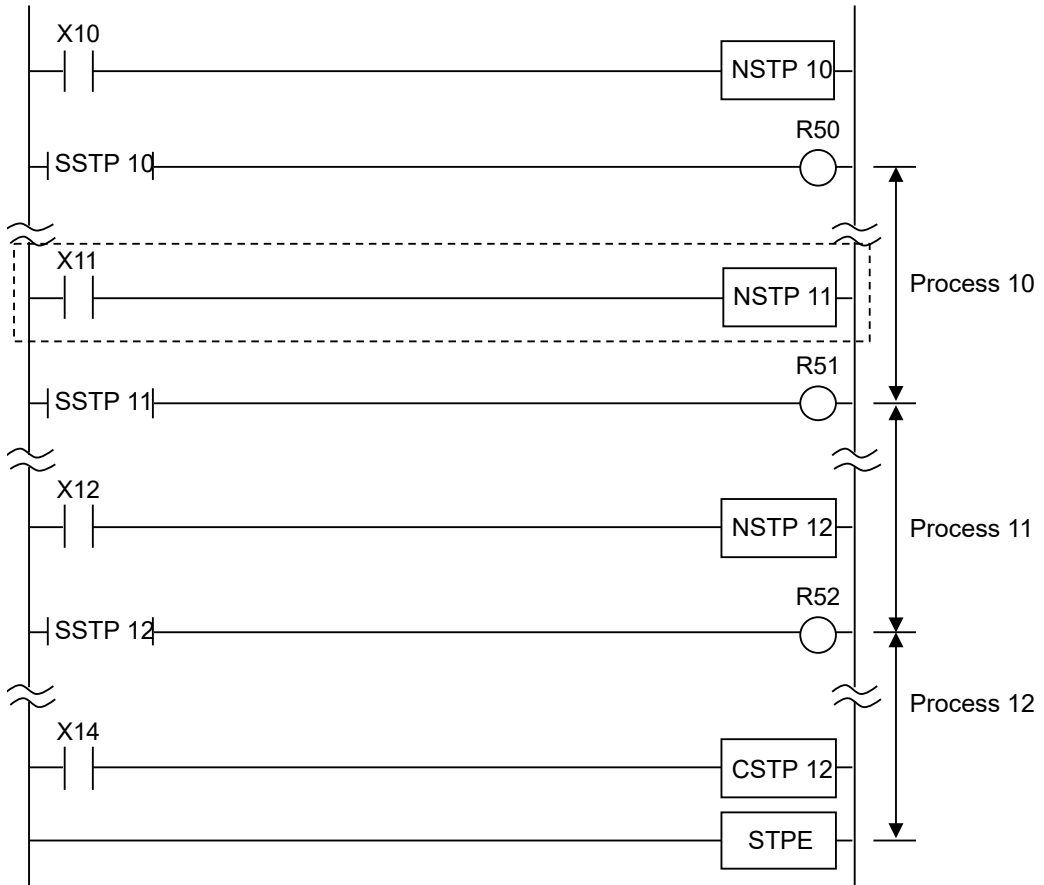 X10
NSTP 10
R50
SSTP 10
X11
NSTP 11
Process 10
R51
SSTP 11
X12
NSTP 12
Process 11
R52
SSTP 12
Process 12
X14
CSTP 12
STPE